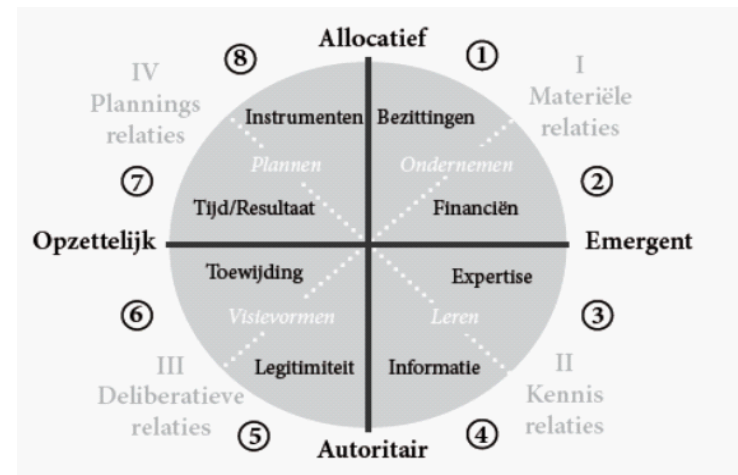 Allocatief
⑧
①
IV
Plannings
relaties
I
Materiële
relaties
Instrumenten
Bezittingen
Plannen
Ondernemen
⑦
②
Tijd/Resultaat
Financiën
Opzettelijk
Emergent
Toewijding
Expertise
⑥
③
Visievormen
Leren
III
Deliberatieve
relaties
II
Kennis
relaties
Legitimiteit
Informatie
⑤
④
Autoritair